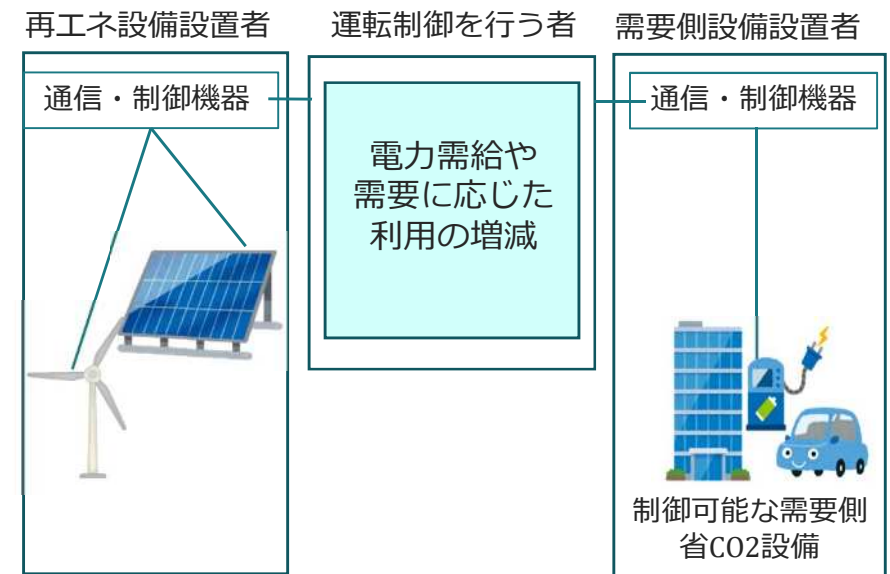 再エネ設備設置者
運転制御を行う者
需要側設備設置者
通信・制御機器
通信・制御機器
電力需給や
需要に応じた
利用の増減
制御可能な需要側
省CO2設備